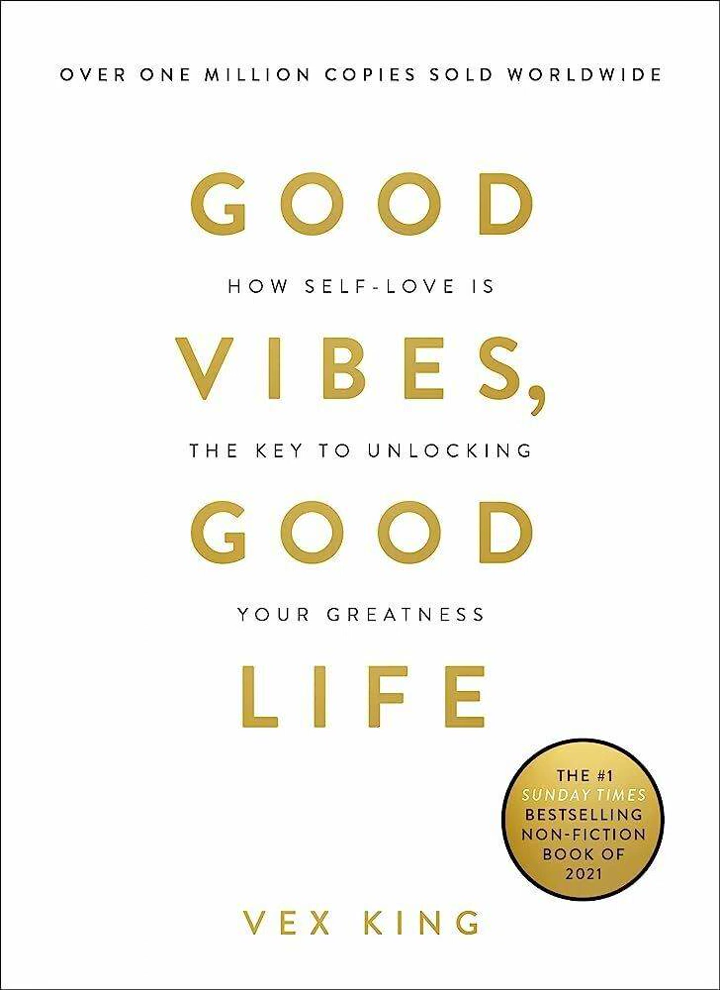 OVER ONE MILLION COPIES SOLD WORLDWIDE
GOOD
HOW SELF-LOVE IS
VIBES,
THE KEY TO UNLOCKING
GOOD
YOUR GREATNESS
LIFE
THE #1
SUNDAY TIMES
BESTSELLING
NON-FICTION
BOOK OF
2021
VEX KING